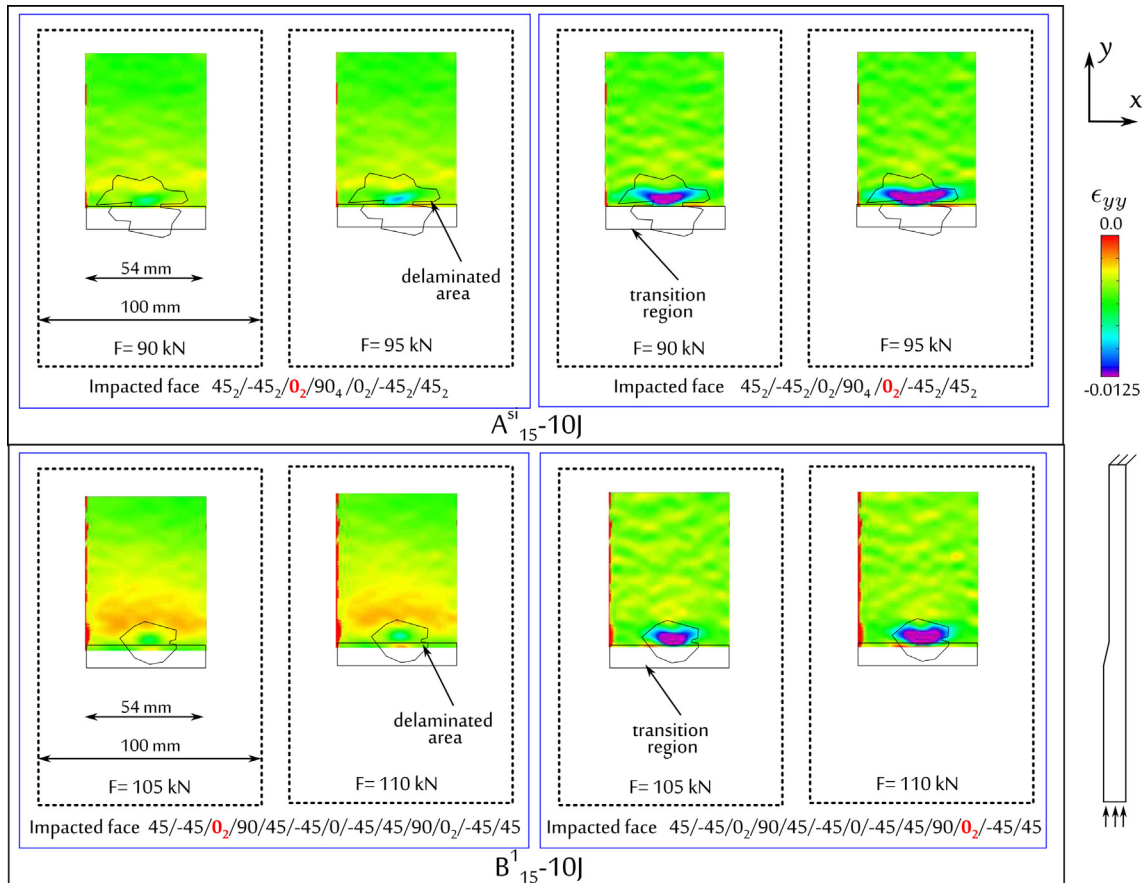 y
x
ϵyy
0.0
-0.0125
54 mm
100 mm
delaminated
area
transition
region
F= 90 kN
F= 95 kN
F= 90 kN
F= 95 kN
Impacted face 45₂/-45₂/0₂/90₄/0₂/-45₂/45₂
Impacted face 45₂/-45₂/0₂/90₄/0₂/-45₂/45₂
Aˢⁱ₁₅-10J
54 mm
100 mm
delaminated
area
transition
region
F= 105 kN
F= 110 kN
F= 105 kN
F= 110 kN
Impacted face 45/-45/0₂/90/45/-45/0/-45/45/90/0₂/-45/45
Impacted face 45/-45/0₂/90/45/-45/0/-45/45/90/0₂/-45/45
B¹₁₅-10J